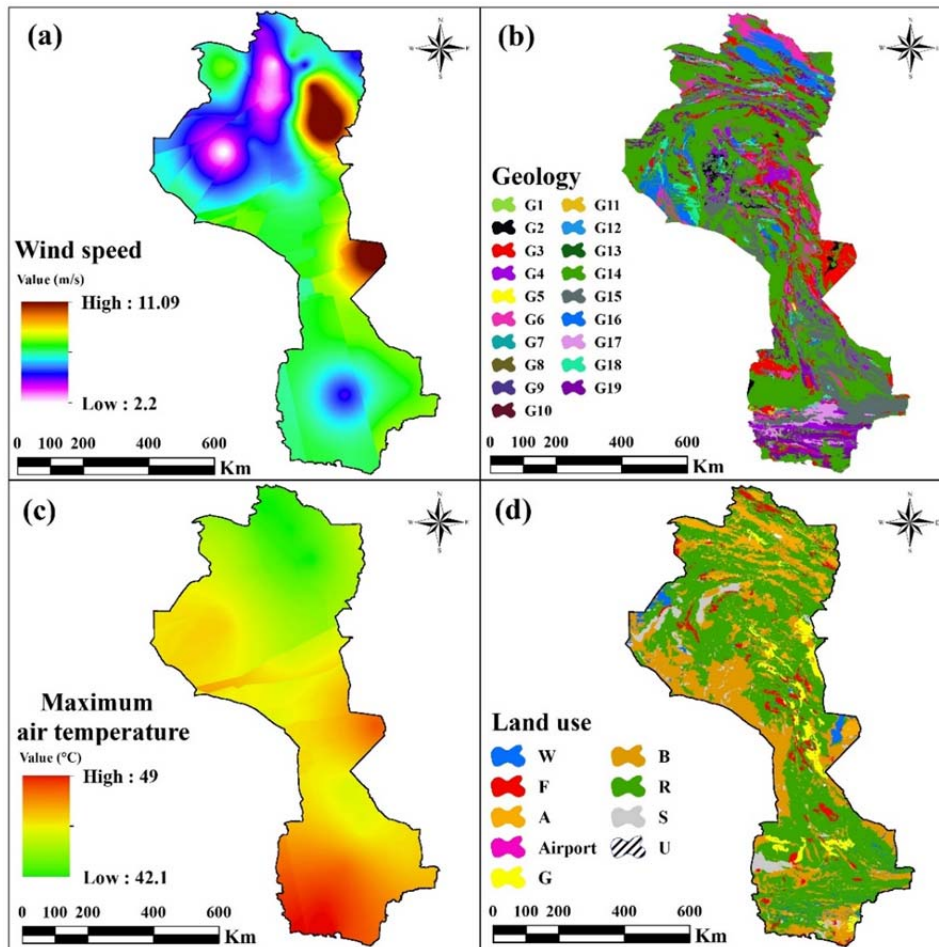 (a)
N
W E
S
Wind speed
Value (m/s)
High : 11.09
Low : 2.2
0 100 200 400 600
Km
(b)
N
W E
S
Geology
G1 G11
G2 G12
G3 G13
G4 G14
G5 G15
G6 G16
G7 G17
G8 G18
G9 G19
G10
0 100 200 400 600
Km
(c)
N
W E
S
Maximum
air temperature
Value (°C)
High : 49
Low : 42.1
0 100 200 400 600
Km
(d)
N
W E
S
Land use
W B
F R
A S
Airport U
G
0 100 200 400 600
Km